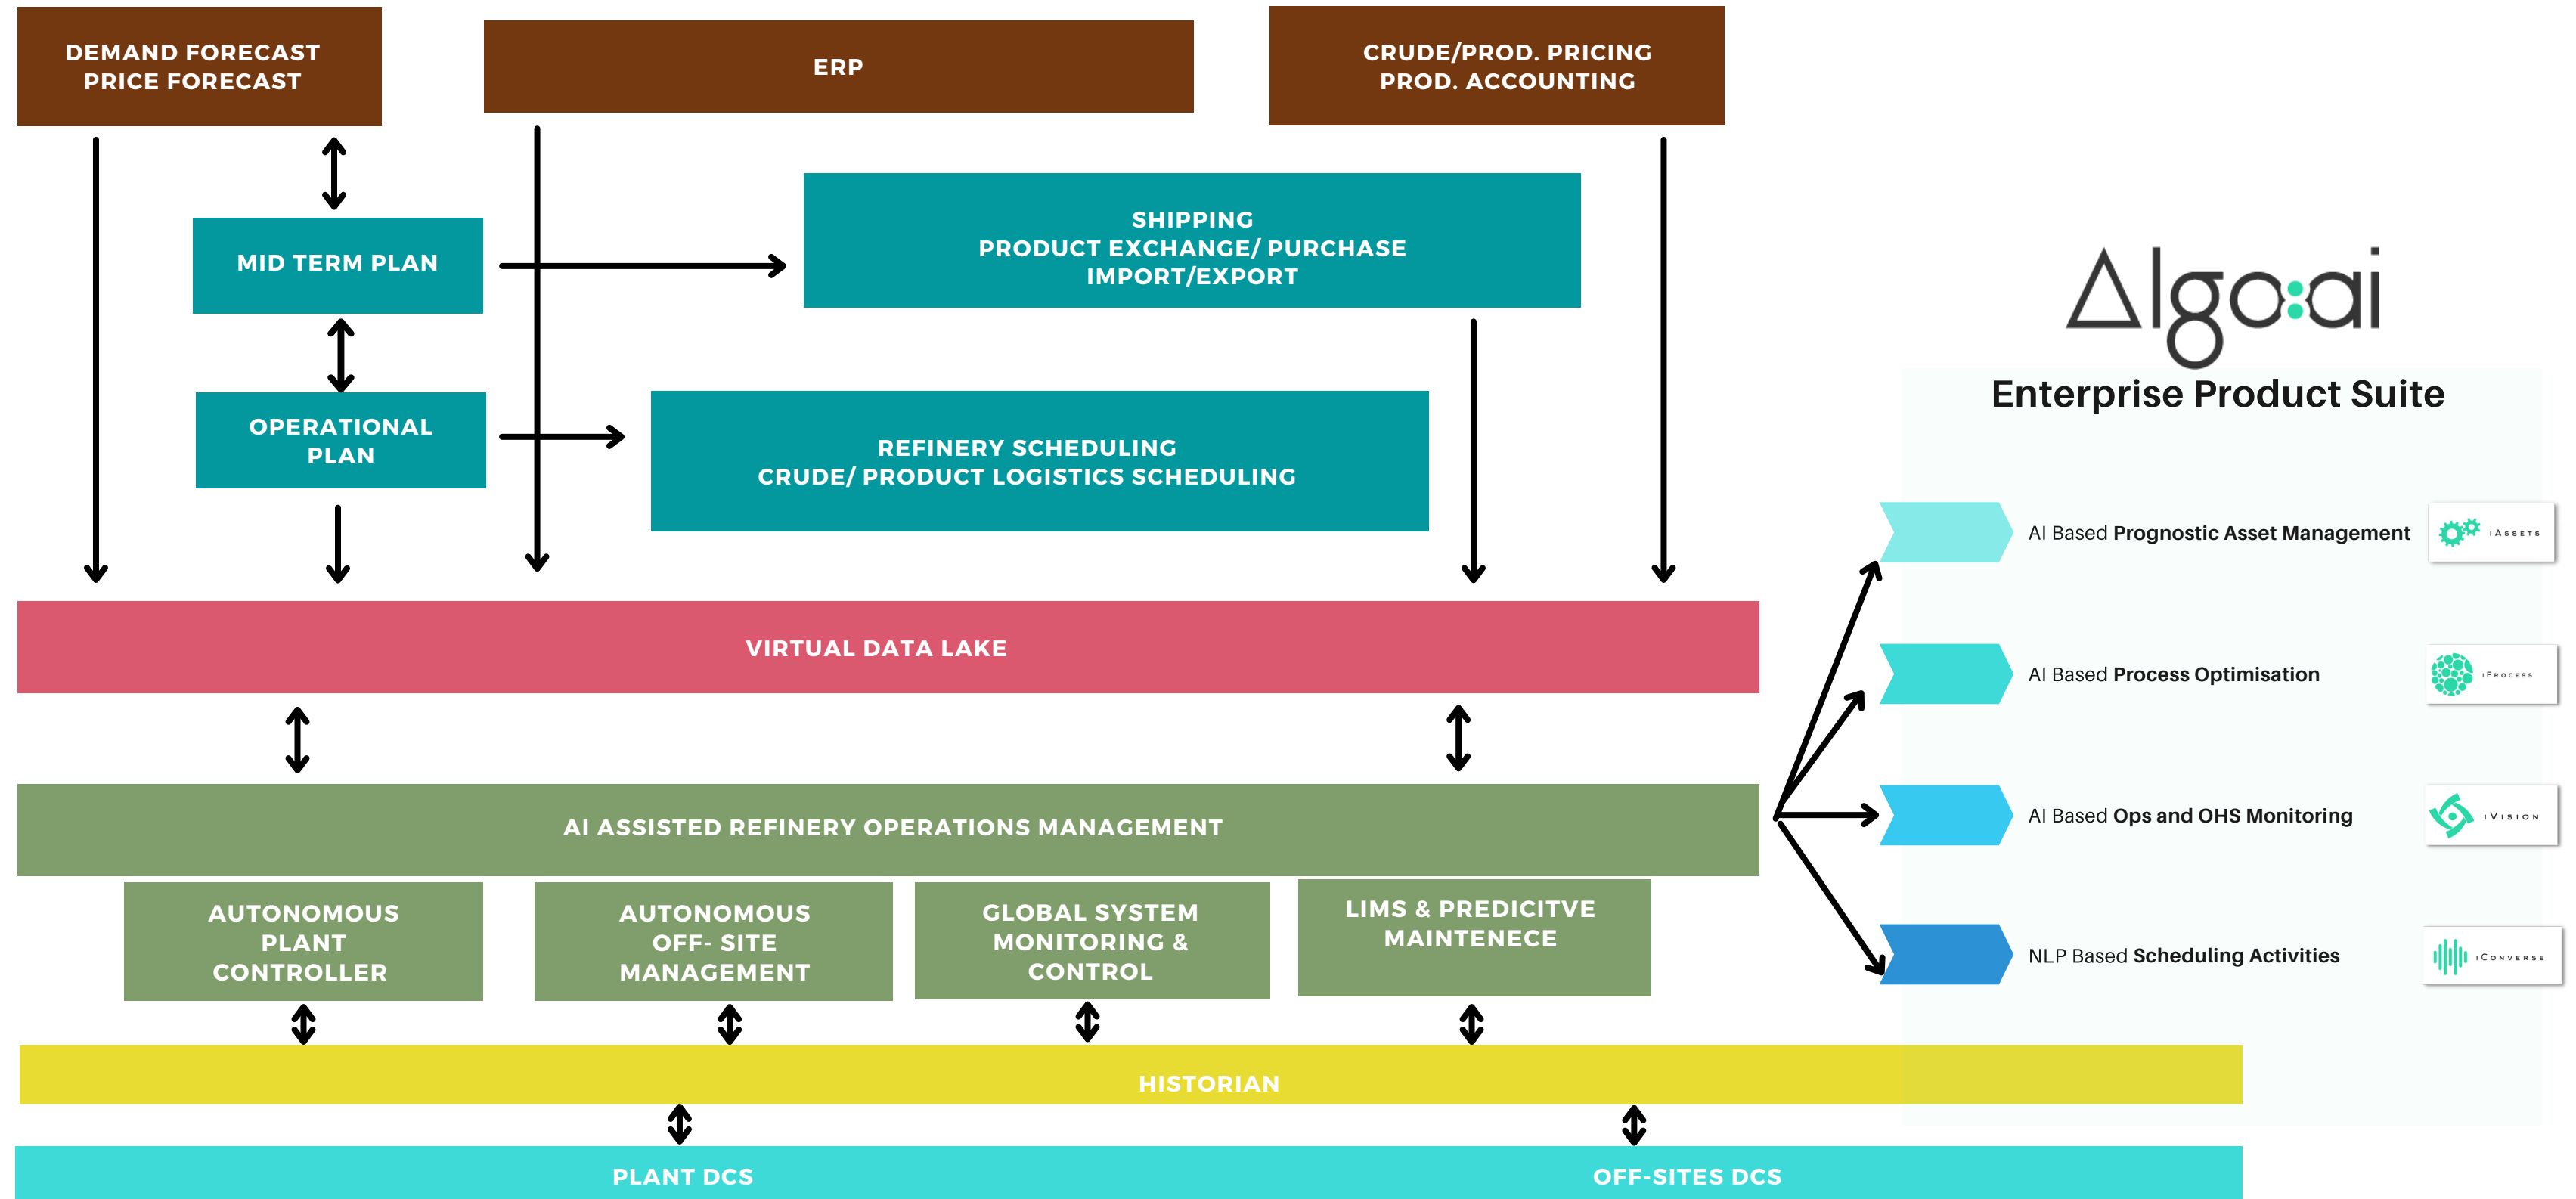 DEMAND FORECAST
PRICE FORECAST
ERP
CRUDE/PROD. PRICING
PROD. ACCOUNTING
MID TERM PLAN
SHIPPING
PRODUCT EXCHANGE/ PURCHASE
IMPORT/EXPORT
OPERATIONAL
PLAN
REFINERY SCHEDULING
CRUDE/ PRODUCT LOGISTICS SCHEDULING
VIRTUAL DATA LAKE
AI ASSISTED REFINERY OPERATIONS MANAGEMENT
AUTONOMOUS
PLANT
CONTROLLER
AUTONOMOUS
OFF- SITE
MANAGEMENT
GLOBAL SYSTEM
MONITORING &
CONTROL
LIMS & PREDICITVE
MAINTENECE
HISTORIAN
PLANT DCS
OFF-SITES DCS
Algo:ai
Enterprise Product Suite
AI Based Prognostic Asset Management
iAssets
AI Based Process Optimisation
iProcess
AI Based Ops and OHS Monitoring
iVision
NLP Based Scheduling Activities
iConverse